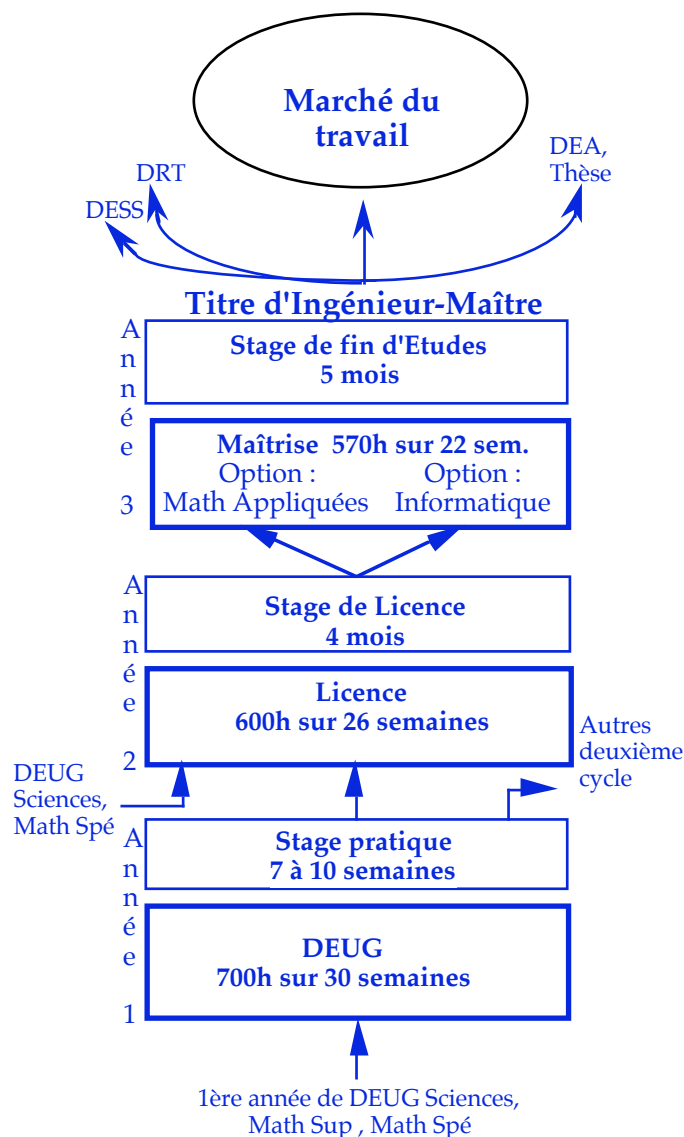 Marché du
travail
DEA,
Thèse
DRT
DESS
Titre d'Ingénieur-Maître
Année 3
Stage de fin d'Etudes
5 mois
Maîtrise 570h sur 22 sem.
Option :
Math Appliquées
Option :
Informatique
Année 2
Stage de Licence
4 mois
Licence
600h sur 26 semaines
Autres
deuxième
cycle
DEUG
Sciences,
Math Spé
Année 1
Stage pratique
7 à 10 semaines
DEUG
700h sur 30 semaines
1ère année de DEUG Sciences,
Math Sup , Math Spé